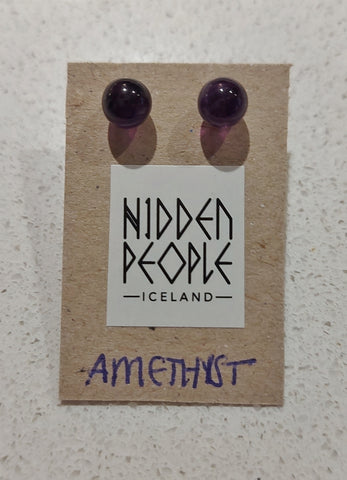 HIDDEN
PEOPLE
—ICELAND—
AMETHYST